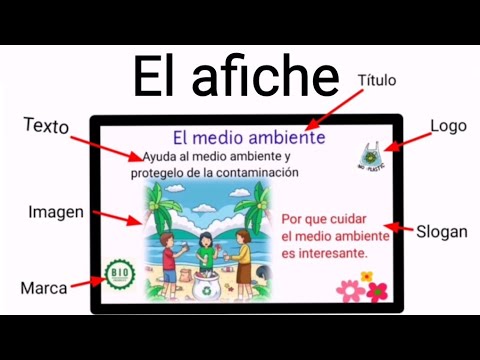 El afiche
Título
Texto
El medio ambiente
Logo
Ayuda al medio ambiente y
protegelo de la contaminación
NO PLASTIC
Imagen
Por que cuidar
el medio ambiente
es interesante.
Slogan
BIO
Marca